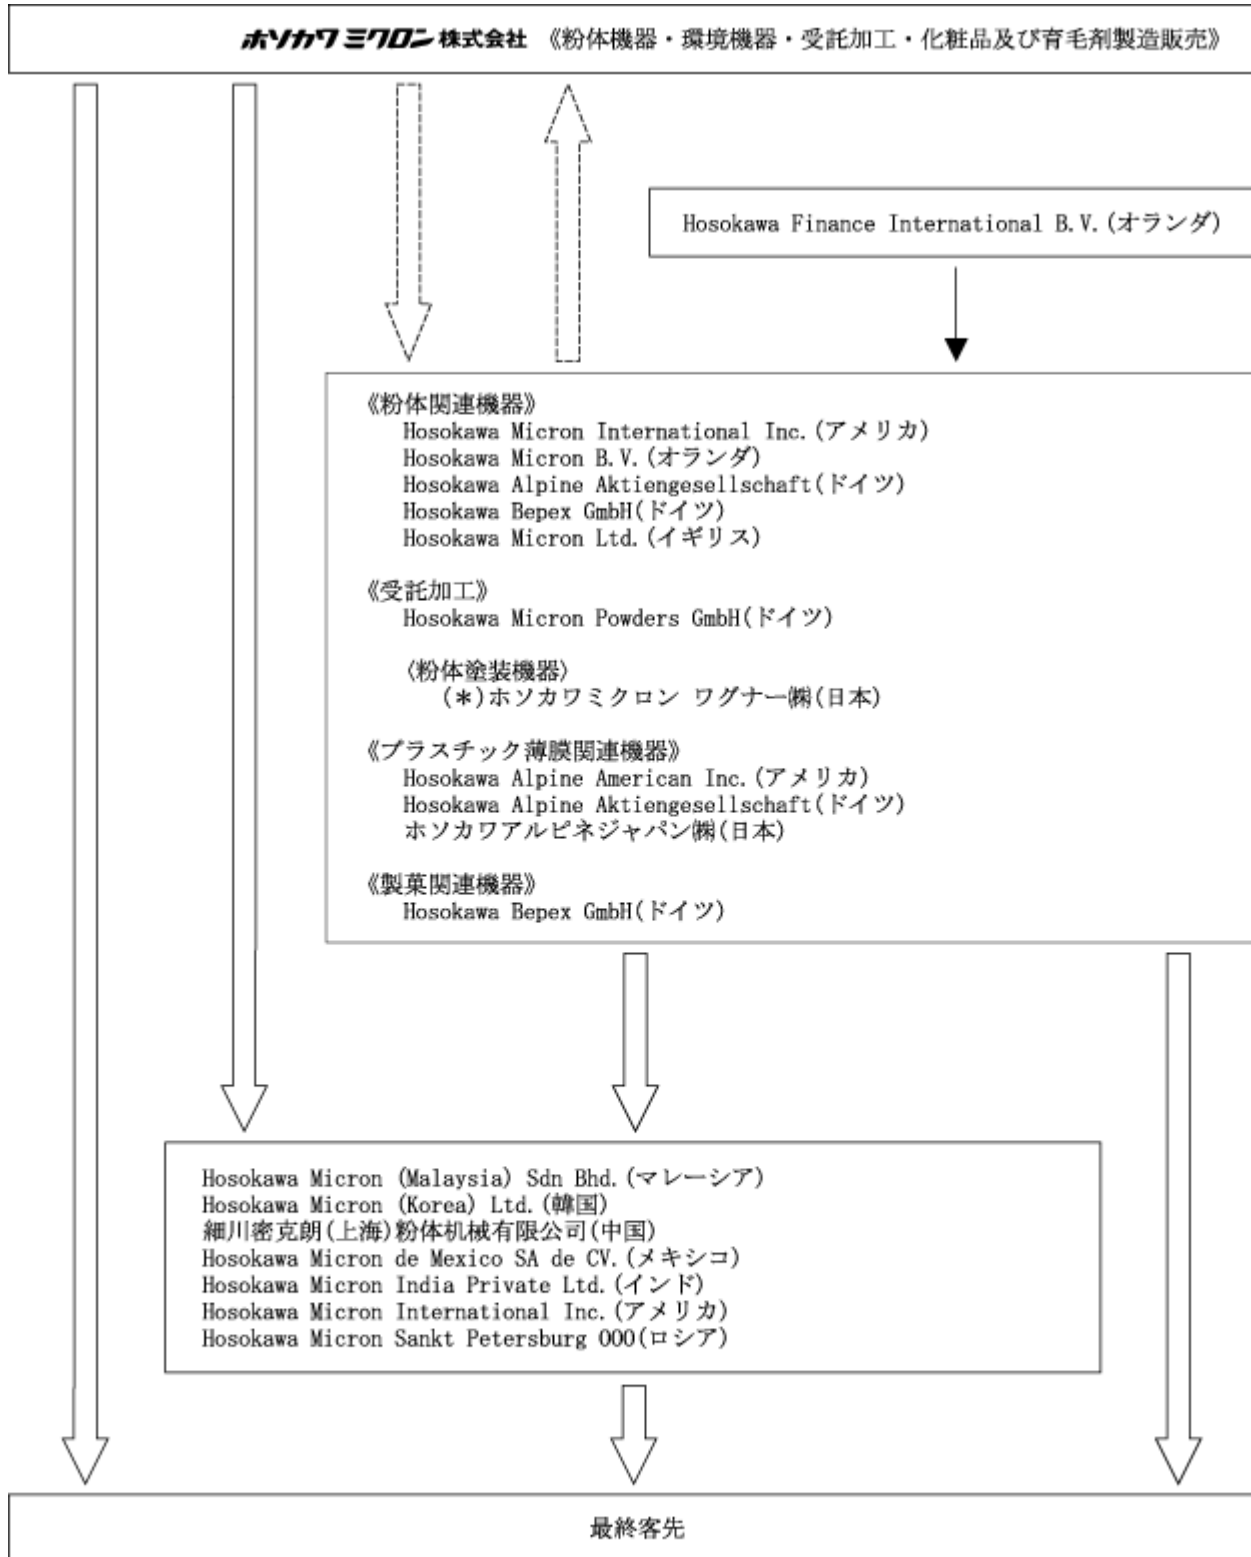 ホソカワミクロン株式会社 《粉体機器・環境機器・受託加工・化粧品及び育毛剤製造販売》
Hosokawa Finance International B.V.(オランダ)
《粉体関連機器》
Hosokawa Micron International Inc.(アメリカ)
Hosokawa Micron B.V.(オランダ)
Hosokawa Alpine Aktiengesellschaft(ドイツ)
Hosokawa Bepex GmbH(ドイツ)
Hosokawa Micron Ltd.(イギリス)
《受託加工》
Hosokawa Micron Powders GmbH(ドイツ)
〈粉体塗装機器〉
(*)ホソカワミクロン ワグナー㈱(日本)
《プラスチック薄膜関連機器》
Hosokawa Alpine American Inc.(アメリカ)
Hosokawa Alpine Aktiengesellschaft(ドイツ)
ホソカワアルピネジャパン㈱(日本)
《製菓関連機器》
Hosokawa Bepex GmbH(ドイツ)
Hosokawa Micron (Malaysia) Sdn Bhd.(マレーシア)
Hosokawa Micron (Korea) Ltd.(韓国)
細川密克朗(上海)粉体机械有限公司(中国)
Hosokawa Micron de Mexico SA de CV.(メキシコ)
Hosokawa Micron India Private Ltd.(インド)
Hosokawa Micron International Inc.(アメリカ)
Hosokawa Micron Sankt Petersburg OOO(ロシア)
最終客先